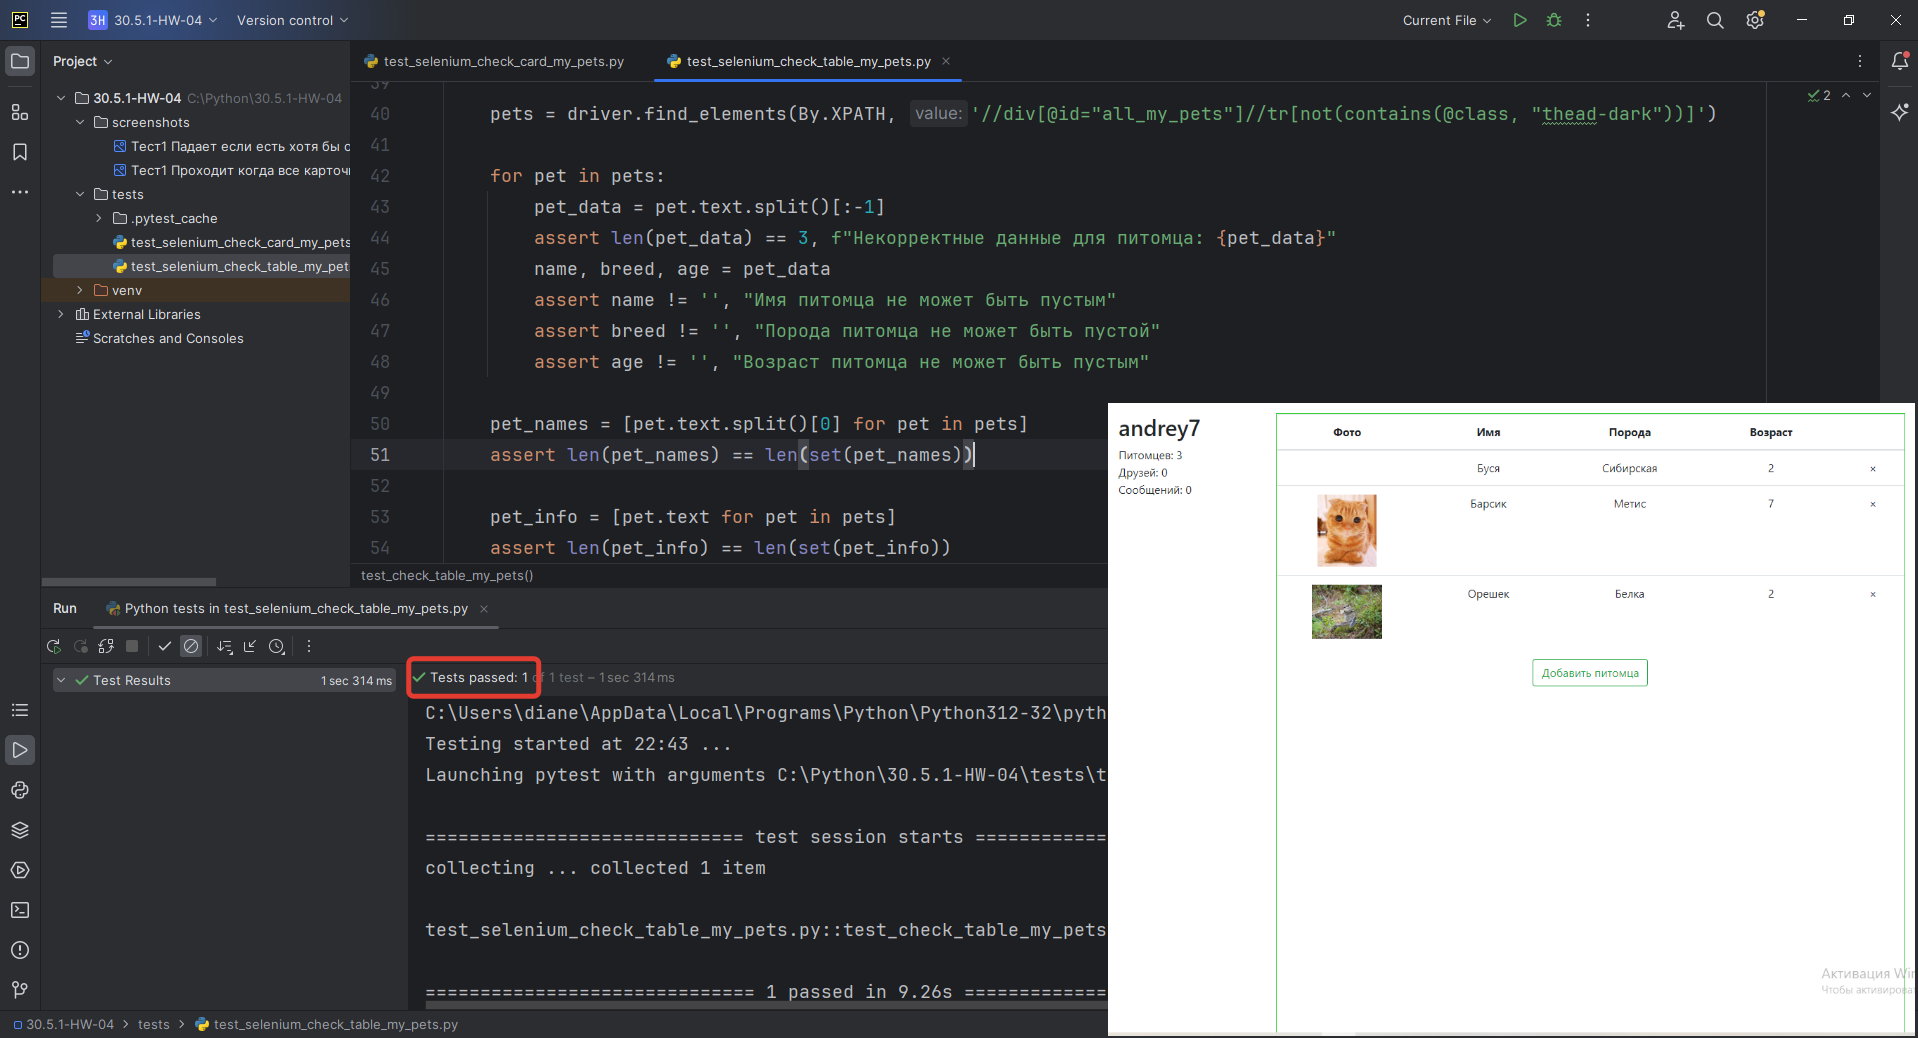 PC 3H 30.5.1-HW-04 Version control Current File
Project
30.5.1-HW-04 C:\Python\30.5.1-HW-04
screenshots
Тест1 Падает если есть хотя бы о
Тест1 Проходит когда все карточ
tests
.pytest_cache
test_selenium_check_card_my_pets
test_selenium_check_table_my_pet
venv
External Libraries
Scratches and Consoles
test_selenium_check_card_my_pets.py test_selenium_check_table_my_pets.py
2
39
40 pets = driver.find_elements(By.XPATH, value: '//div[@id="all_my_pets"]//tr[not(contains(@class, "thead-dark"))]')
41
42 for pet in pets:
43 pet_data = pet.text.split()[:-1]
44 assert len(pet_data) == 3, f"Некорректные данные для питомца: {pet_data}"
45 name, breed, age = pet_data
46 assert name != '', "Имя питомца не может быть пустым"
47 assert breed != '', "Порода питомца не может быть пустой"
48 assert age != '', "Возраст питомца не может быть пустым"
49
50 pet_names = [pet.text.split()[0] for pet in pets]
51 assert len(pet_names) == len(set(pet_names))
52
53 pet_info = [pet.text for pet in pets]
54 assert len(pet_info) == len(set(pet_info))
test_check_table_my_pets()
Run Python tests in test_selenium_check_table_my_pets.py
Test Results 1 sec 314 ms
Tests passed: 1 of 1 test – 1 sec 314 ms
C:\Users\diane\AppData\Local\Programs\Python\Python312-32\pyth
Testing started at 22:43 ...
Launching pytest with arguments C:\Python\30.5.1-HW-04\tests\t
============================= test session starts ============
collecting ... collected 1 item
test_selenium_check_table_my_pets.py::test_check_table_my_pets
============================== 1 passed in 9.26s =============
30.5.1-HW-04 tests test_selenium_check_table_my_pets.py
andrey7
Питомцев: 3
Друзей: 0
Сообщений: 0
Фото Имя Порода Возраст
Буся Сибирская 2 ×
Барсик Метис 7 ×
Орешек Белка 2 ×
Добавить питомца
Активация Win
Чтобы активироват